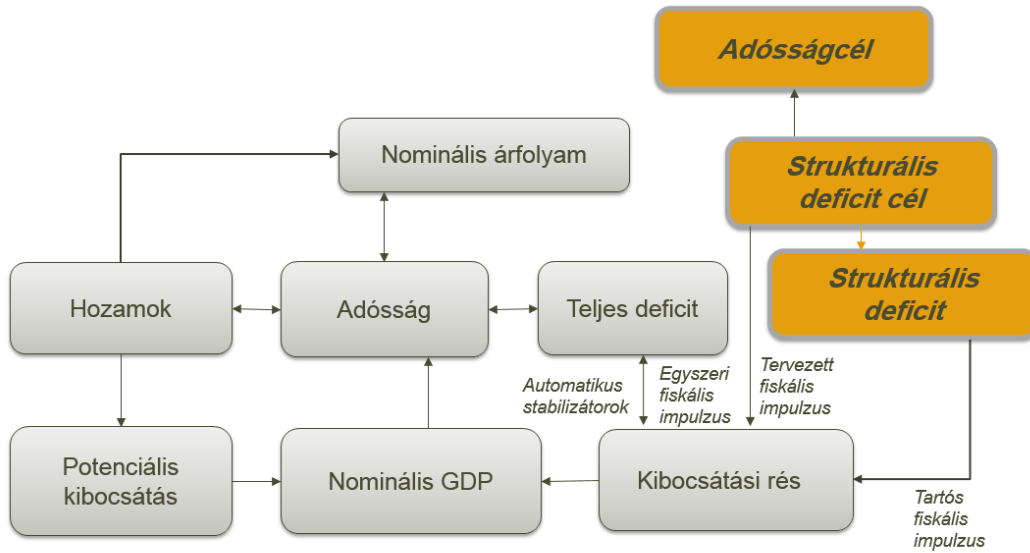 Adósságcél
Nominális árfolyam
Strukturális
deficit cél
Hozamok
Adósság
Teljes deficit
Strukturális
deficit
Automatikus
stabilizátorok
Egyszeri
fiskális
impulzus
Tervezett
fiskális
impulzus
Potenciális
kibocsátás
Nominális GDP
Kibocsátási rés
Tartós
fiskális
impulzus